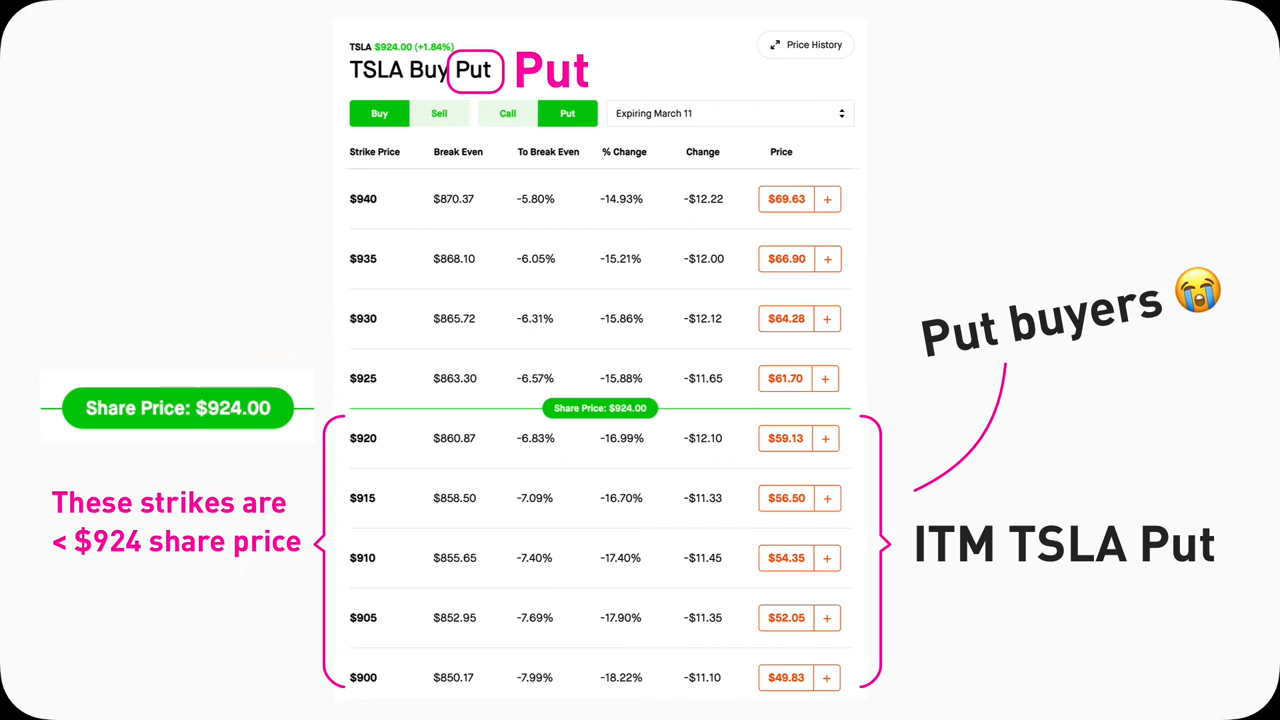 TSLA $924.00 (+1.84%)
TSLA Buy Put
Put
Price History
Buy Sell Call Put Expiring March 11
Strike Price Break Even To Break Even % Change Change Price
$940 $870.37 -5.80% -14.93% -$12.22 $69.63 +
$935 $868.10 -6.05% -15.21% -$12.00 $66.90 +
$930 $865.72 -6.31% -15.86% -$12.12 $64.28 +
$925 $863.30 -6.57% -15.88% -$11.65 $61.70 +
Share Price: $924.00
$920 $860.87 -6.83% -16.99% -$12.10 $59.13 +
$915 $858.50 -7.09% -16.70% -$11.33 $56.50 +
$910 $855.65 -7.40% -17.40% -$11.45 $54.35 +
$905 $852.95 -7.69% -17.90% -$11.35 $52.05 +
$900 $850.17 -7.99% -18.22% -$11.10 $49.83 +
Share Price: $924.00
These strikes are
< $924 share price
Put buyers 😭
ITM TSLA Put